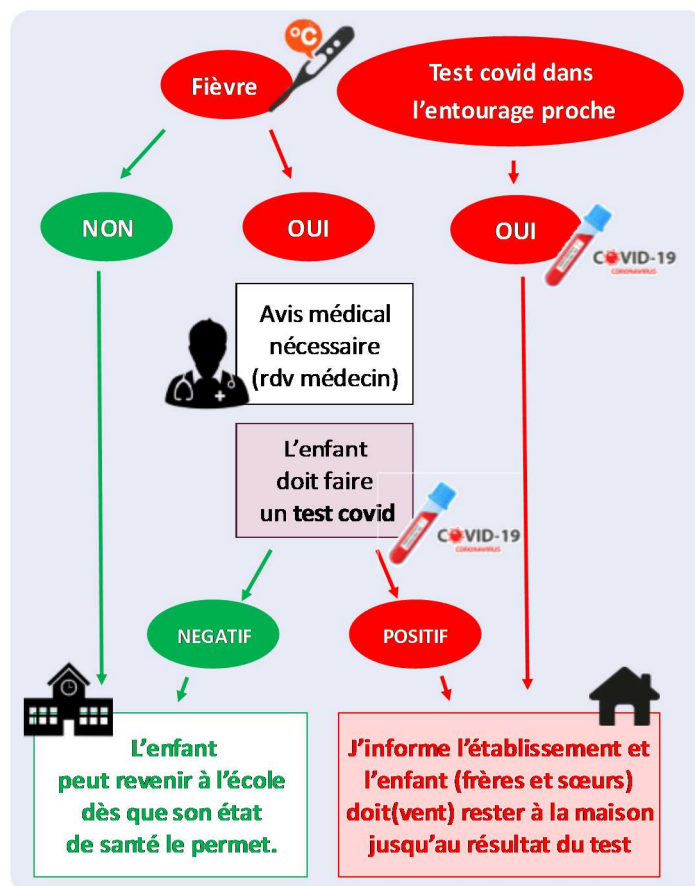 °C
Fièvre
Test covid dans
l'entourage proche
NON
OUI
OUI
COVID-19
CORONAVIRUS
Avis médical
nécessaire
(rdv médecin)
L'enfant
doit faire
un test covid
COVID-19
CORONAVIRUS
NEGATIF
POSITIF
L'enfant
peut revenir à l'école
dès que son état
de santé le permet.
J'informe l'établissement et
l'enfant (frères et sœurs)
doit(vent) rester à la maison
jusqu'au résultat du test